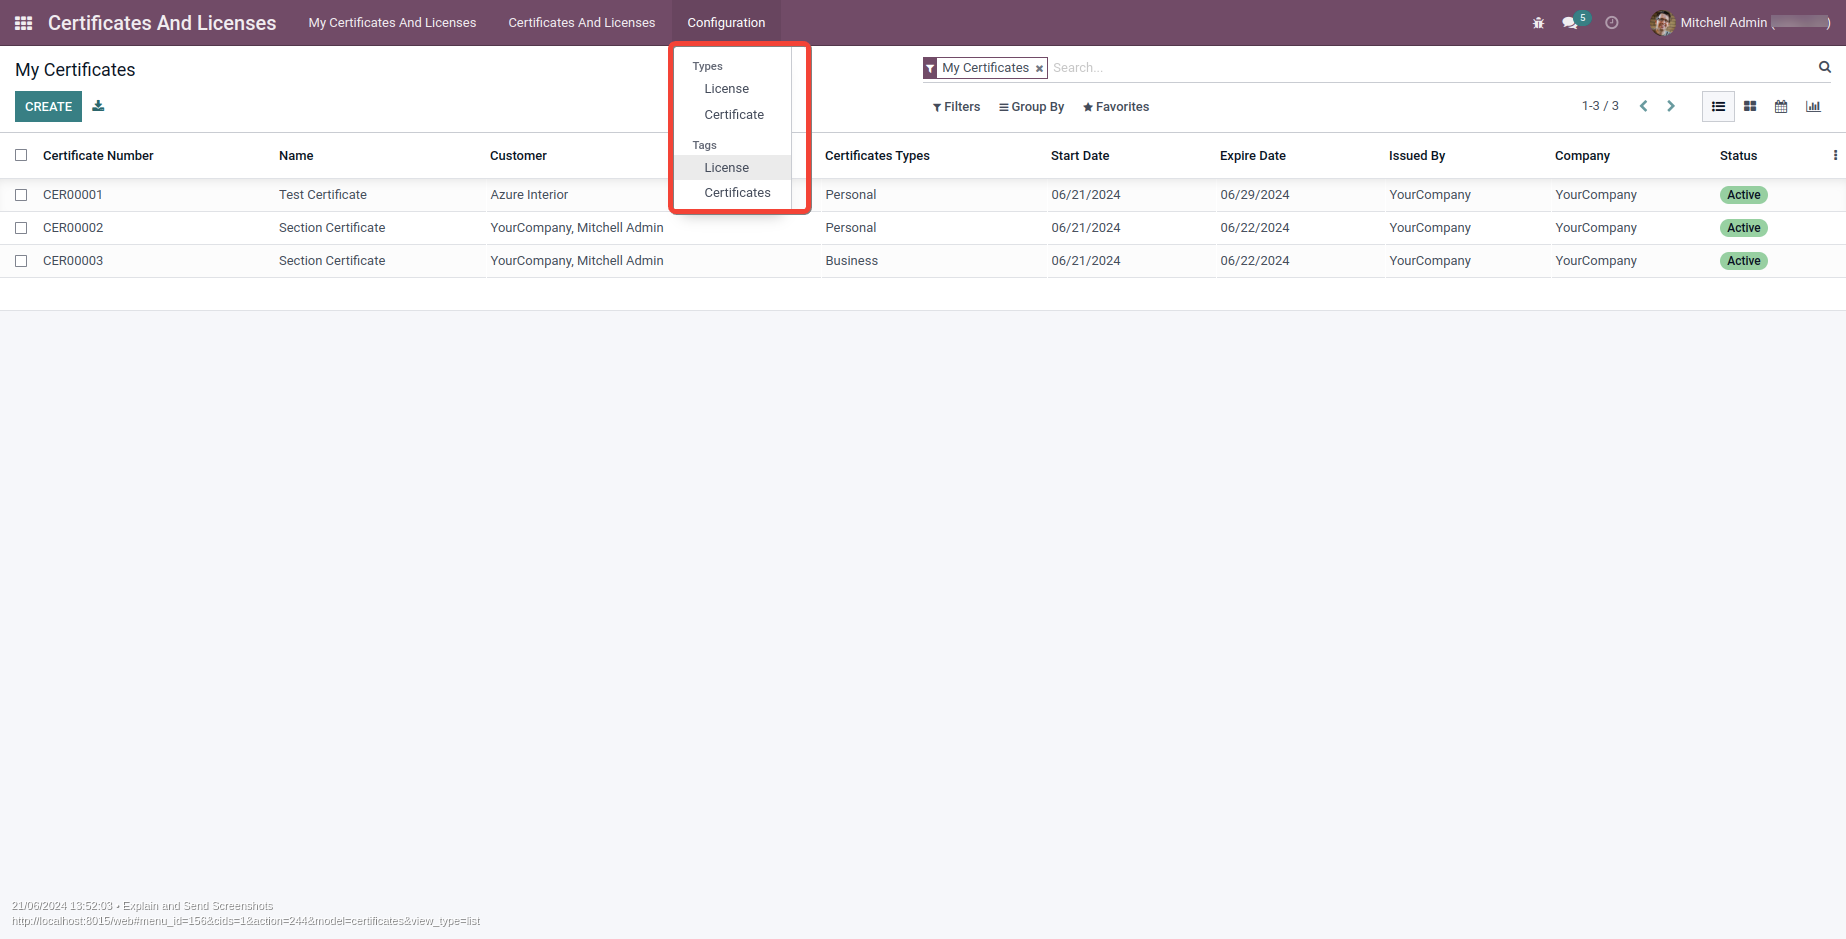 Certificates And Licenses My Certificates And Licenses Certificates And Licenses Configuration 5 Mitchell Admin ( )
My Certificates
My Certificates × Search...
CREATE
Filters Group By Favorites 1-3 / 3
Types
License
Certificate
Tags
License
Certificates
Certificate Number Name Customer Certificates Types Start Date Expire Date Issued By Company Status
CER00001 Test Certificate Azure Interior Personal 06/21/2024 06/29/2024 YourCompany YourCompany Active
CER00002 Section Certificate YourCompany, Mitchell Admin Personal 06/21/2024 06/22/2024 YourCompany YourCompany Active
CER00003 Section Certificate YourCompany, Mitchell Admin Business 06/21/2024 06/22/2024 YourCompany YourCompany Active
21/06/2024 13:52:03 • Explain and Send Screenshots
http://localhost:8015/web#menu_id=156&cids=1&action=244&model=certificates&view_type=list